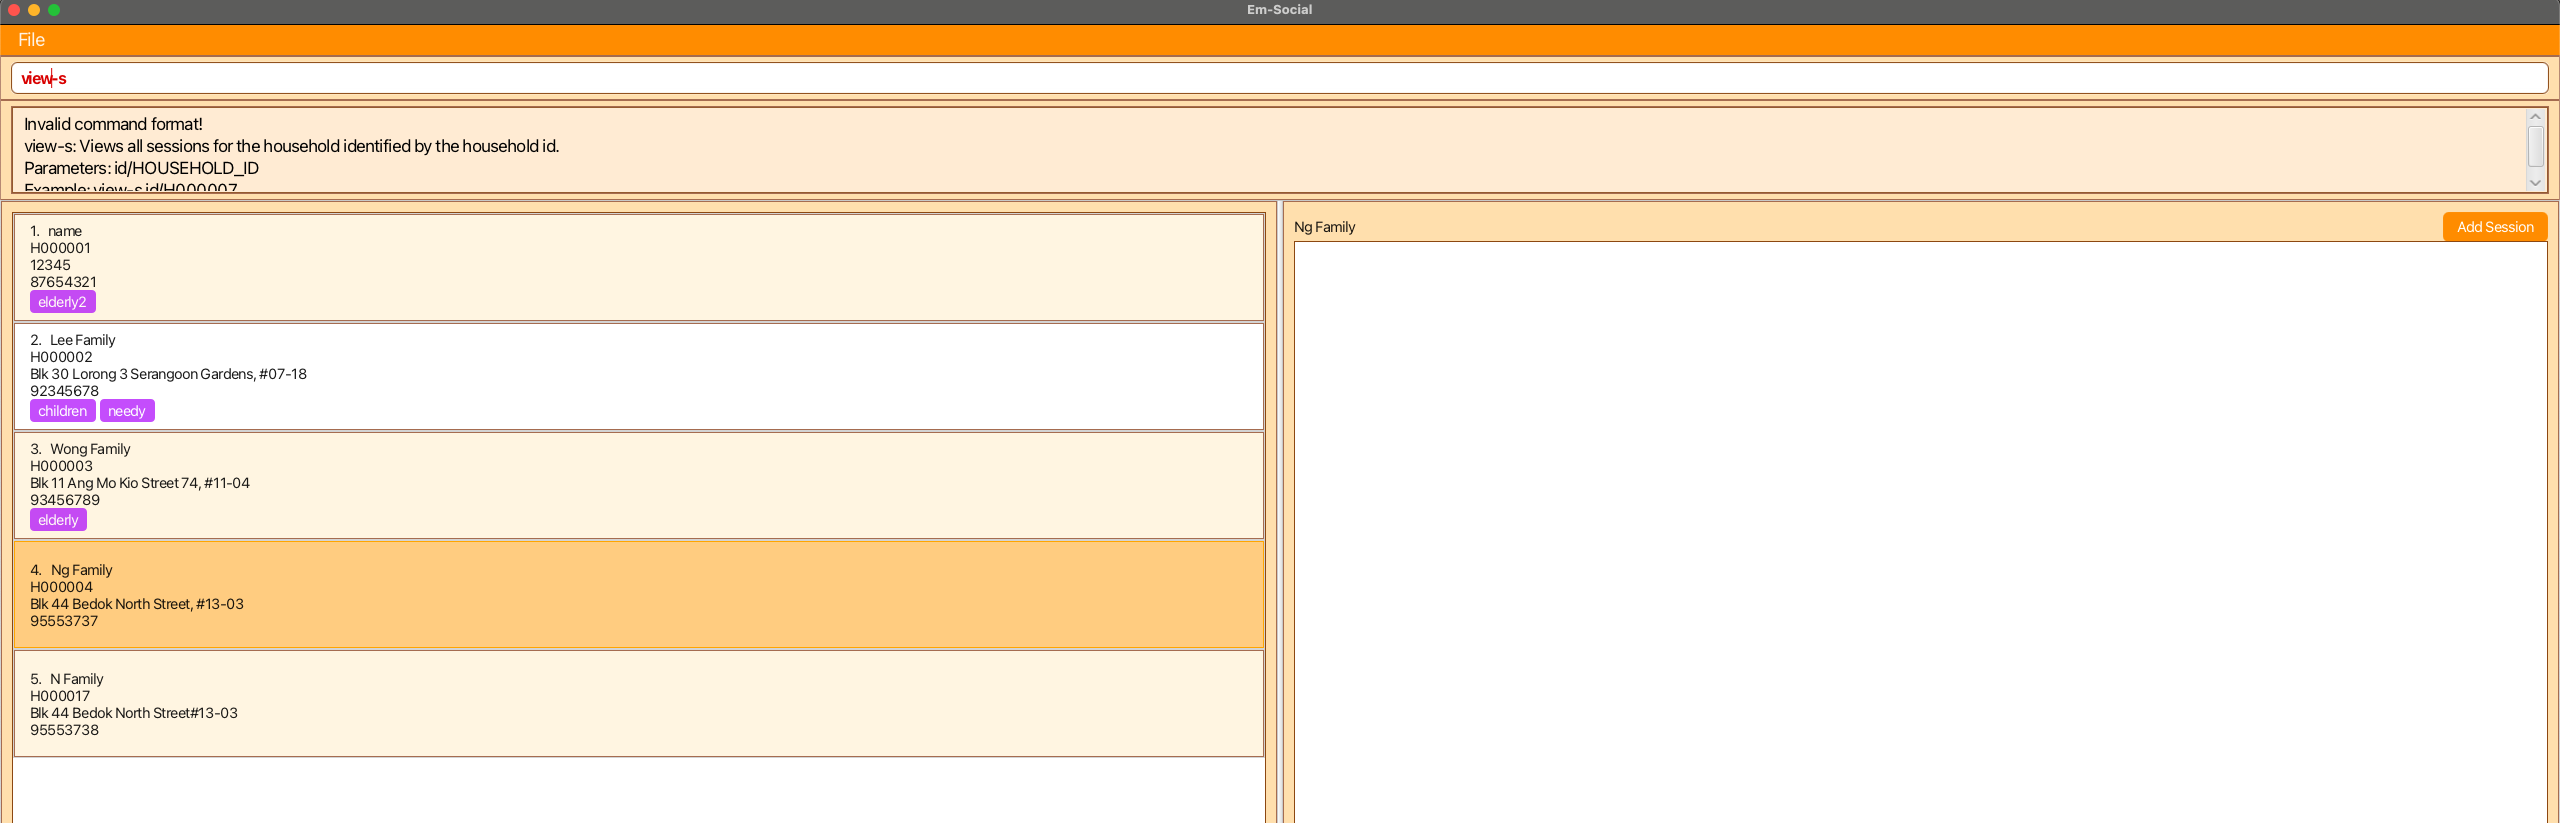 Em-Social
File
view-s
Invalid command format!
view-s: Views all sessions for the household identified by the household id.
Parameters: id/HOUSEHOLD_ID
Example: view-s id/H000007
1. name
H000001
12345
87654321
elderly2
2. Lee Family
H000002
Blk 30 Lorong 3 Serangoon Gardens, #07-18
92345678
children needy
3. Wong Family
H000003
Blk 11 Ang Mo Kio Street 74, #11-04
93456789
elderly
4. Ng Family
H000004
Blk 44 Bedok North Street, #13-03
95553737
5. N Family
H000017
Blk 44 Bedok North Street#13-03
95553738
Ng Family
Add Session